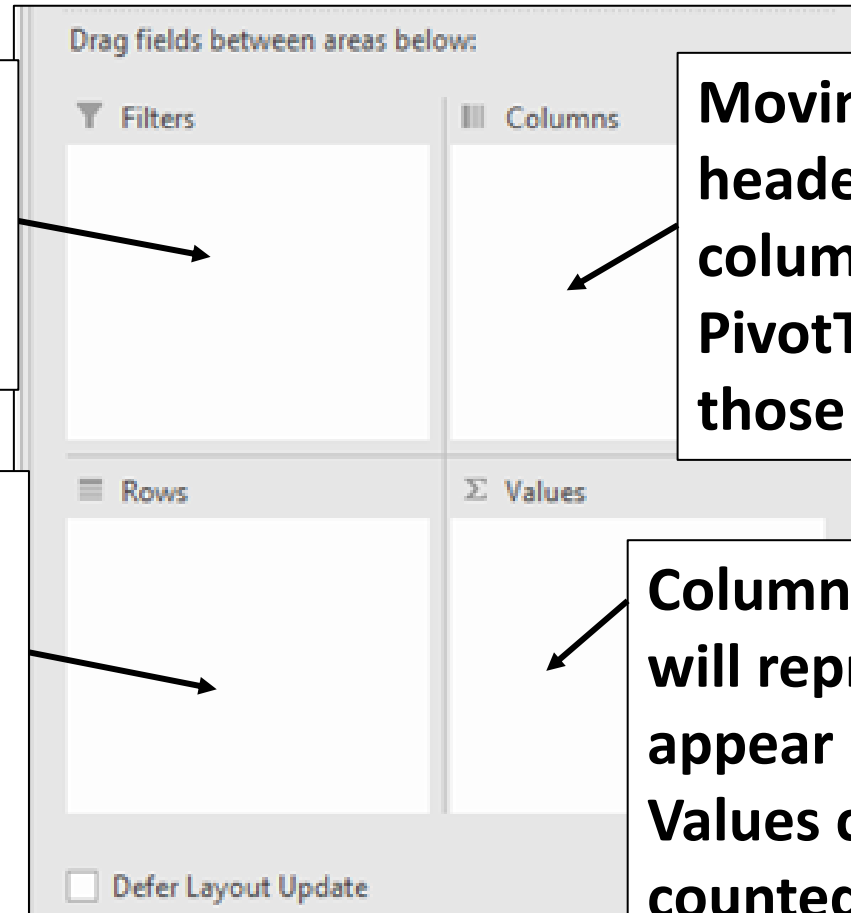 Drag fields between areas below:
Filters
Columns
Rows
Σ Values
Defer Layout Update
Movin
heade
colum
PivotT
those
Column
will repr
appear
Values
counted